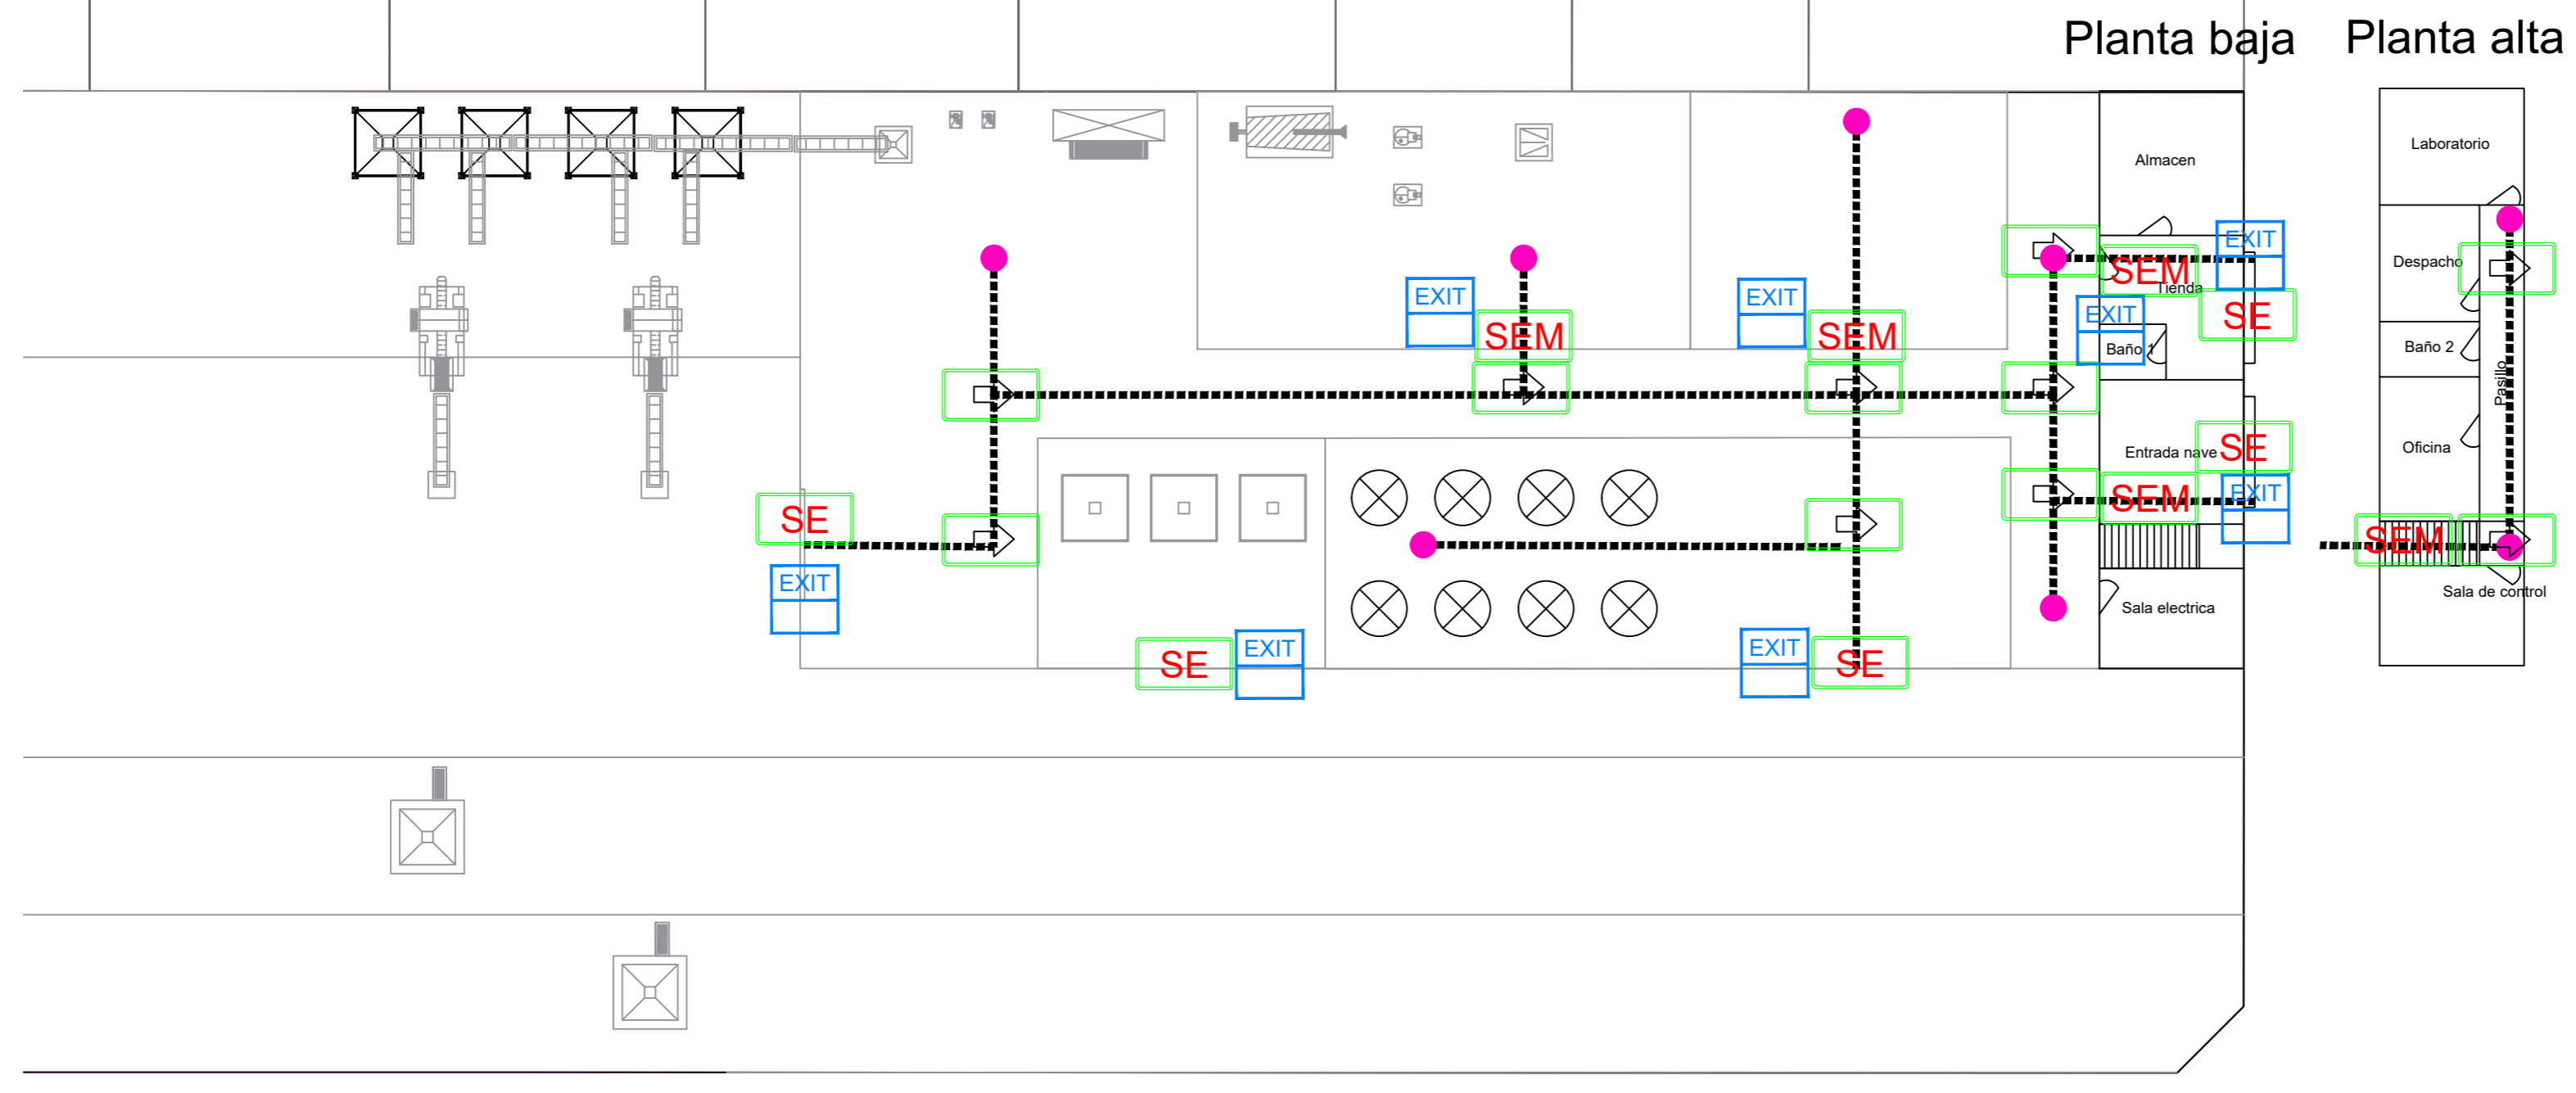 Planta baja
Planta alta
Almacen
Laboratorio
EXIT
SEM
Tienda
SE
Despacho
EXIT
SEM
EXIT
SEM
EXIT
Baño 1
Baño 2
Pasillo
Entrada nave
SE
Oficina
SEM
EXIT
SE
EXIT
SEM
Sala de control
Sala electrica
SE
EXIT
EXIT
SE